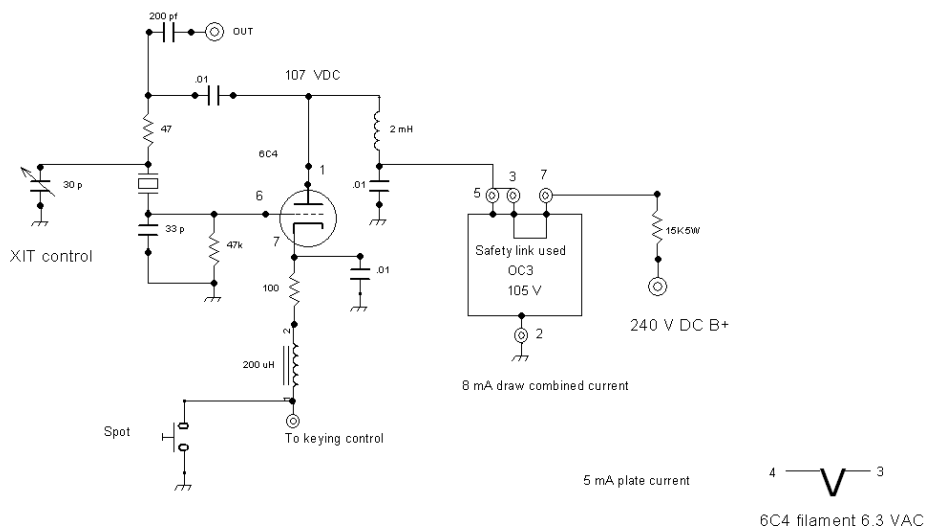 200 pf
OUT
.01
107 VDC
47
2 mH
6C4
1
30 p
6
.01
5
3
7
33 p
47k
7
15K5W
XIT control
Safety link used
OC3
105 V
.01
100
2
240 V DC B+
2
200 uH
8 mA draw combined current
1
Spot
To keying control
5 mA plate current
4
3
6C4 filament 6.3 VAC